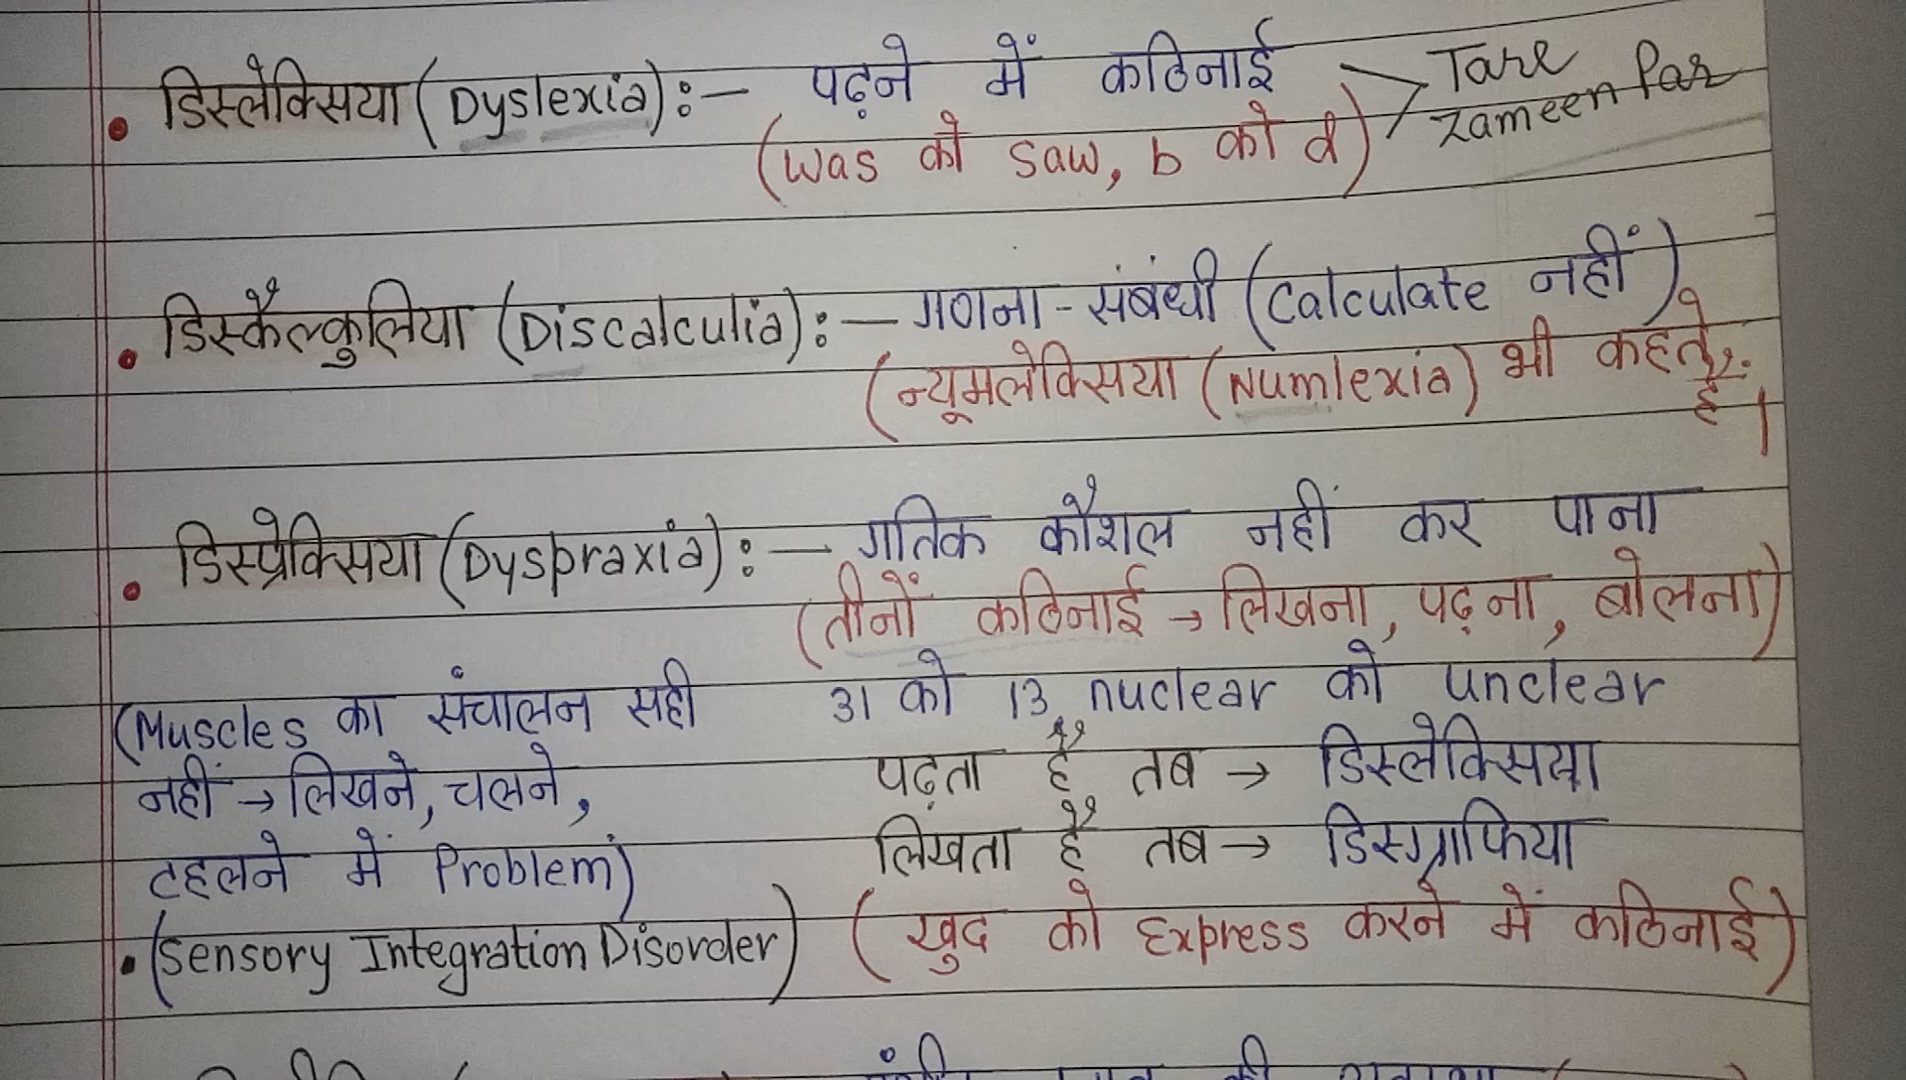 • डिस्लेक्सिया (Dyslexia):— पढ़ने में कठिनाई > Tare Zameen Par
(was को saw, b को d)
• डिस्कैल्कुलिया (Discalculia):— गणना-संबंधी (Calculate नहीं)
(न्यूमलेक्सिया (Numlexia) भी कहते हैं।
• डिस्प्रेक्सिया (Dyspraxia):— गतिक कौशल नहीं कर पाना
(तीनों कठिनाई → लिखना, पढ़ना, बोलना)
(Muscles का संचालन सही
नहीं → लिखने, चलने,
टहलने में Problem)
• (Sensory Integration Disorder)
31 को 13, nuclear को unclear
पढ़ता है तब → डिस्लेक्सिया
लिखता है तब → डिस्ग्राफिया
(खुद को Express करने में कठिनाई)